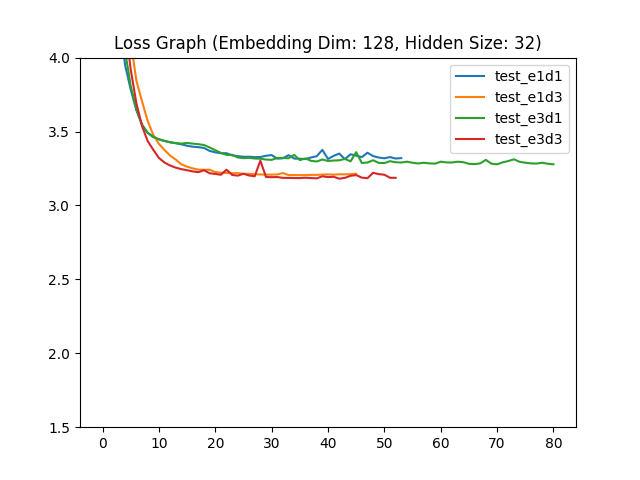 Loss Graph (Embedding Dim: 128, Hidden Size: 32)
4.0
3.5
3.0
2.5
2.0
1.5
test_e1d1
test_e1d3
test_e3d1
test_e3d3
0 10 20 30 40 50 60 70 80